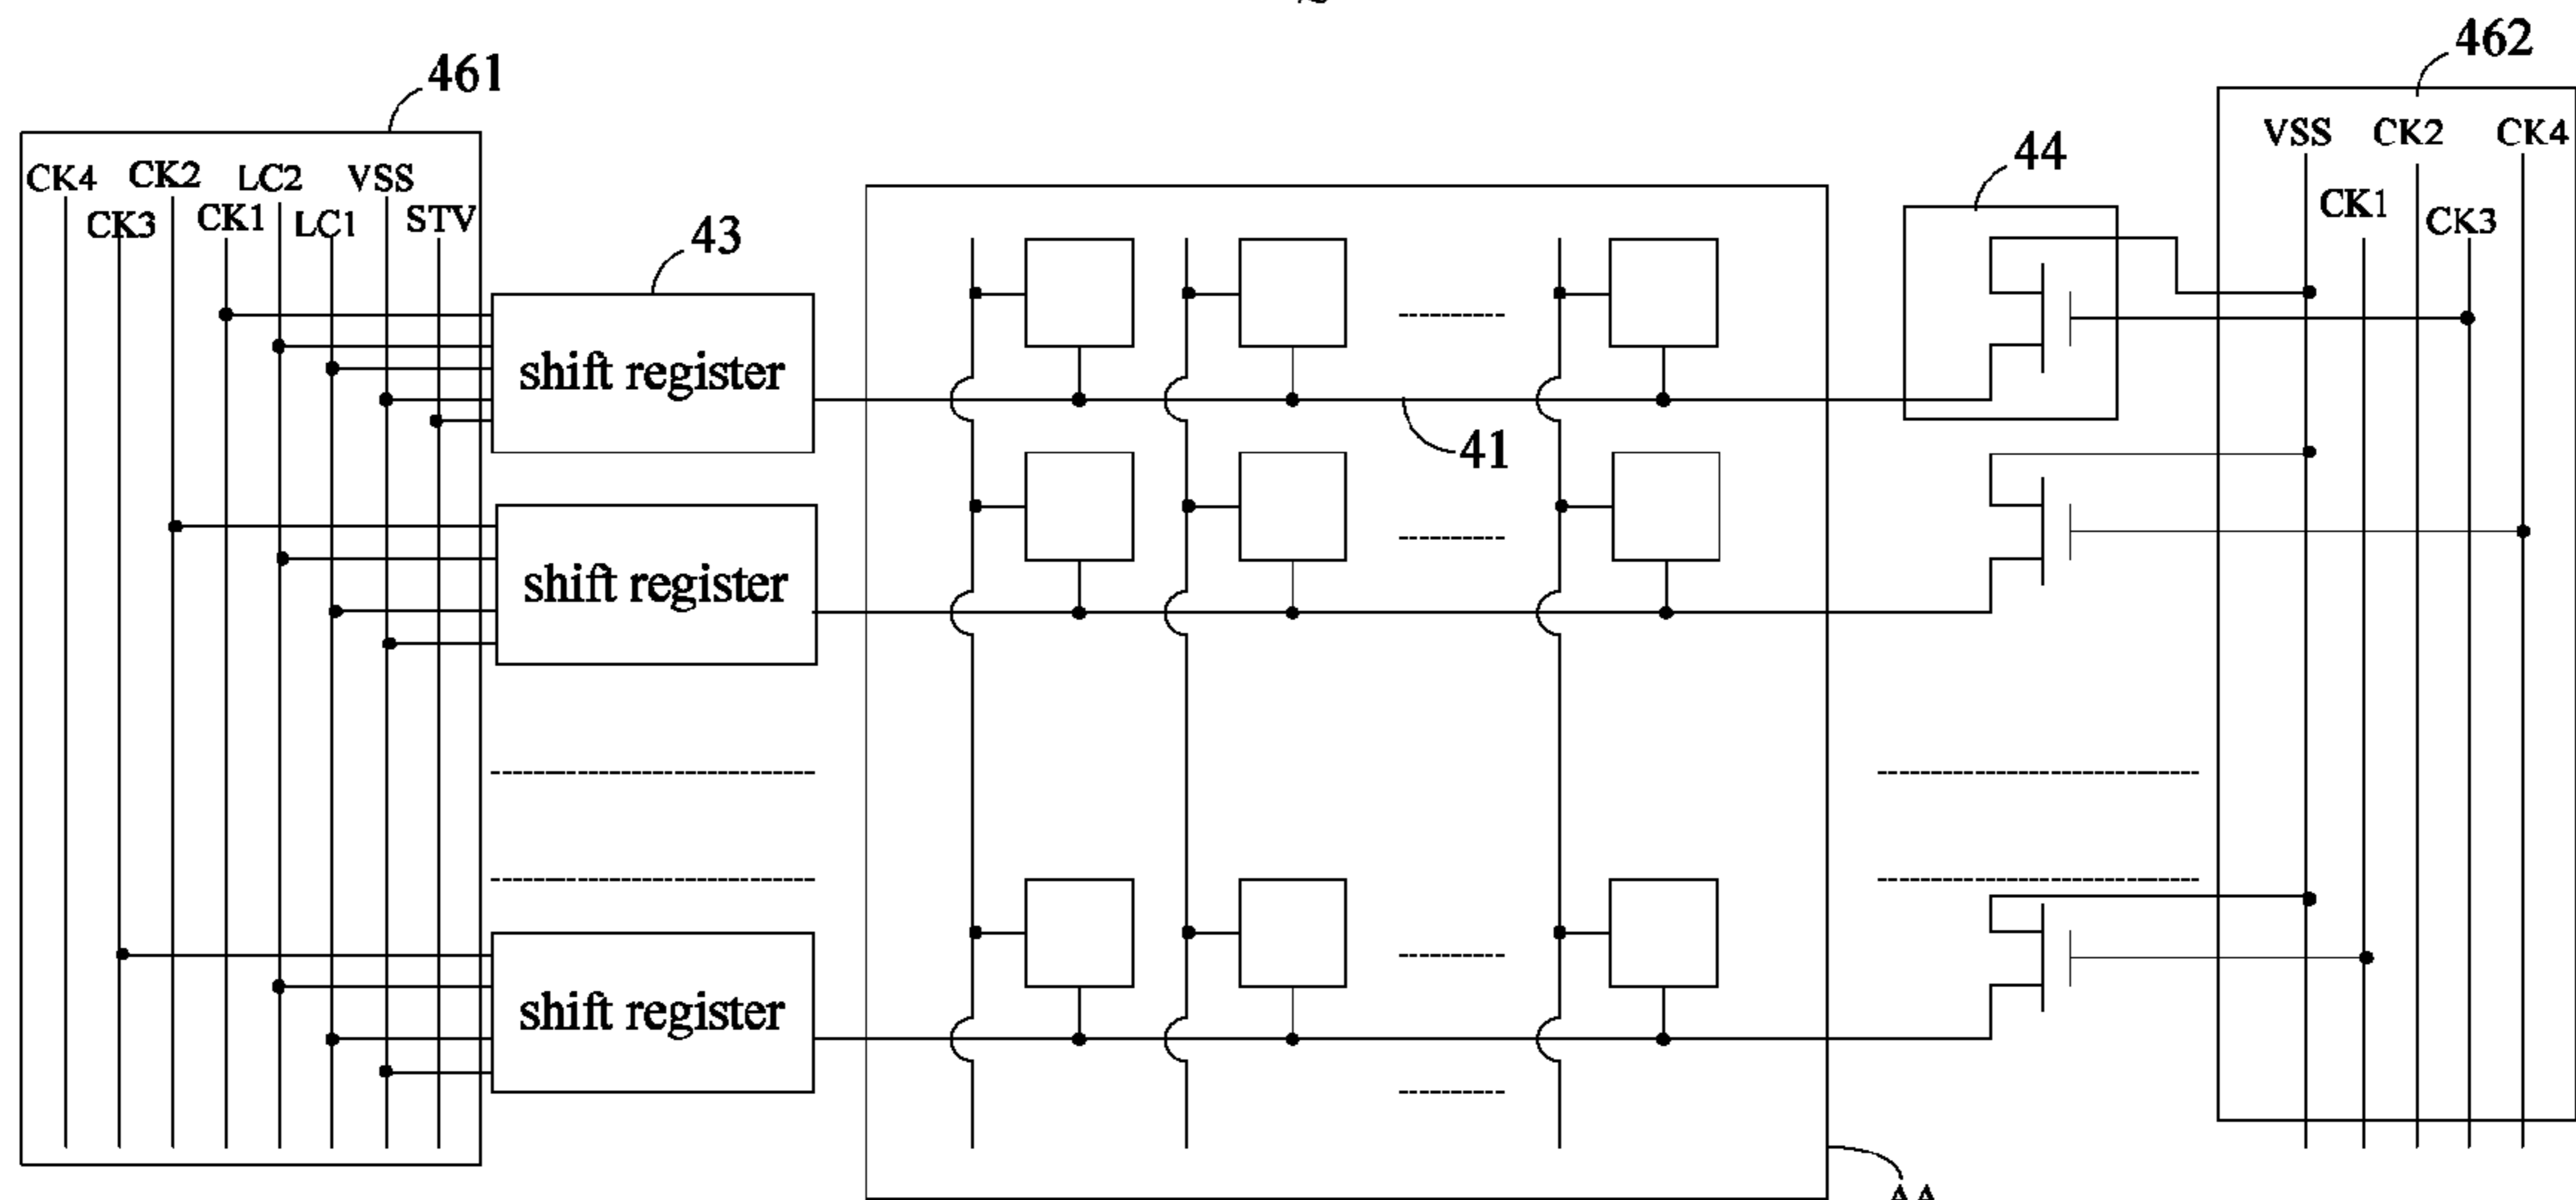 461
462
44
43
41
CK4
CK3
CK2
CK1
LC2
LC1
VSS
STV
VSS
CK1
CK2
CK3
CK4
shift register
shift register
shift register